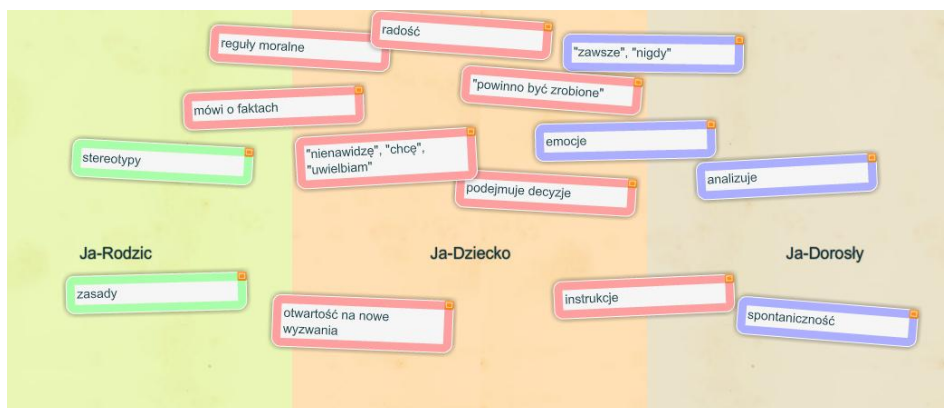 radość
reguły moralne
"zawsze", "nigdy"
"powinno być zrobione"
mówi o faktach
emocje
"nienawidzę", "chcę",
"uwielbiam"
stereotypy
analizuje
podejmuje decyzje
Ja-Rodzic
Ja-Dziecko
Ja-Dorosły
zasady
instrukcje
otwartość na nowe
wyzwania
spontaniczność